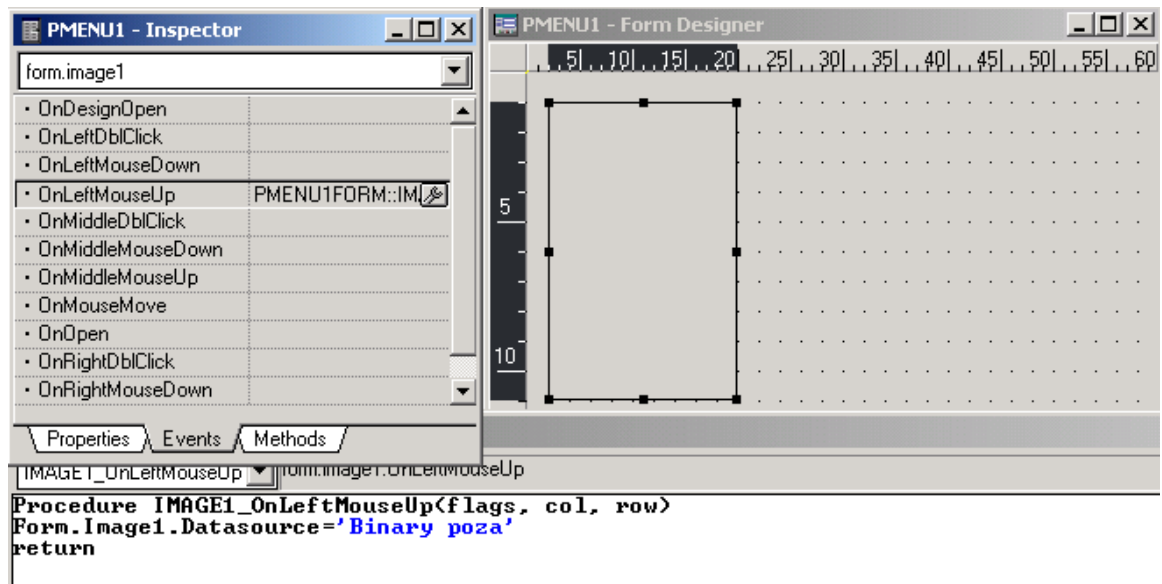 PMENU1 - Inspector
form.image1
OnDesignOpen
OnLeftDblClick
OnLeftMouseDown
OnLeftMouseUp PMENU1FORM::IM
OnMiddleDblClick
OnMiddleMouseDown
OnMiddleMouseUp
OnMouseMove
OnOpen
OnRightDblClick
OnRightMouseDown
Properties Events Methods
PMENU1 - Form Designer
5 10 15 20 25 30 35 40 45 50 55 60
5
10
IMAGE1_OnLeftMouseUp form.image1.OnLeftMouseUp
Procedure IMAGE1_OnLeftMouseUp(flags, col, row)
Form.Image1.Datasource='Binary poza'
return